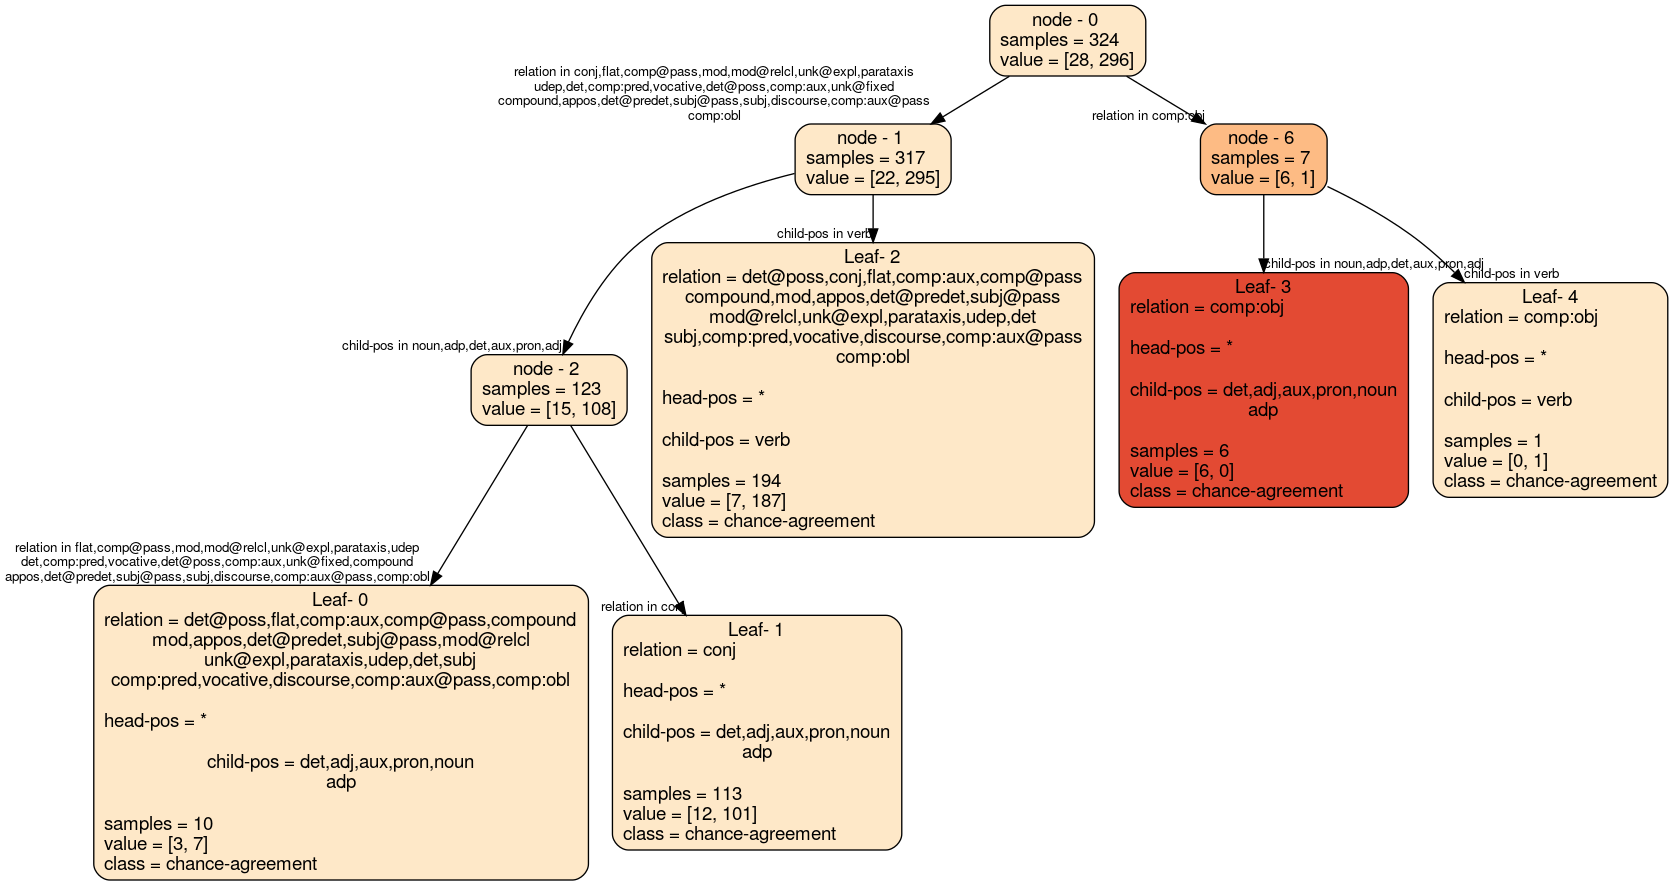 node - 0
samples = 324
value = [28, 296]
relation in conj,flat,comp@pass,mod,mod@relcl,unk@expl,parataxis
udep,det,comp:pred,vocative,det@poss,comp:aux,unk@fixed
compound,appos,det@predet,subj@pass,subj,discourse,comp:aux@pass
comp:obl
relation in comp:obj
node - 1
samples = 317
value = [22, 295]
node - 6
samples = 7
value = [6, 1]
child-pos in verb
Leaf- 2
relation = det@poss,conj,flat,comp:aux,comp@pass
compound,mod,appos,det@predet,subj@pass
mod@relcl,unk@expl,parataxis,udep,det
subj,comp:pred,vocative,discourse,comp:aux@pass
comp:obl
head-pos = *
child-pos = verb
samples = 194
value = [7, 187]
class = chance-agreement
child-pos in noun,adp,det,aux,pron,adj
Leaf- 3
relation = comp:obj
head-pos = *
child-pos = det,adj,aux,pron,noun
adp
samples = 6
value = [6, 0]
class = chance-agreement
child-pos in verb
Leaf- 4
relation = comp:obj
head-pos = *
child-pos = verb
samples = 1
value = [0, 1]
class = chance-agreement
child-pos in noun,adp,det,aux,pron,adj
node - 2
samples = 123
value = [15, 108]
relation in flat,comp@pass,mod,mod@relcl,unk@expl,parataxis,udep
det,comp:pred,vocative,det@poss,comp:aux,unk@fixed,compound
appos,det@predet,subj@pass,subj,discourse,comp:aux@pass,comp:obl
Leaf- 0
relation = det@poss,flat,comp:aux,comp@pass,compound
mod,appos,det@predet,subj@pass,mod@relcl
unk@expl,parataxis,udep,det,subj
comp:pred,vocative,discourse,comp:aux@pass,comp:obl
head-pos = *
child-pos = det,adj,aux,pron,noun
adp
samples = 10
value = [3, 7]
class = chance-agreement
relation in conj
Leaf- 1
relation = conj
head-pos = *
child-pos = det,adj,aux,pron,noun
adp
samples = 113
value = [12, 101]
class = chance-agreement